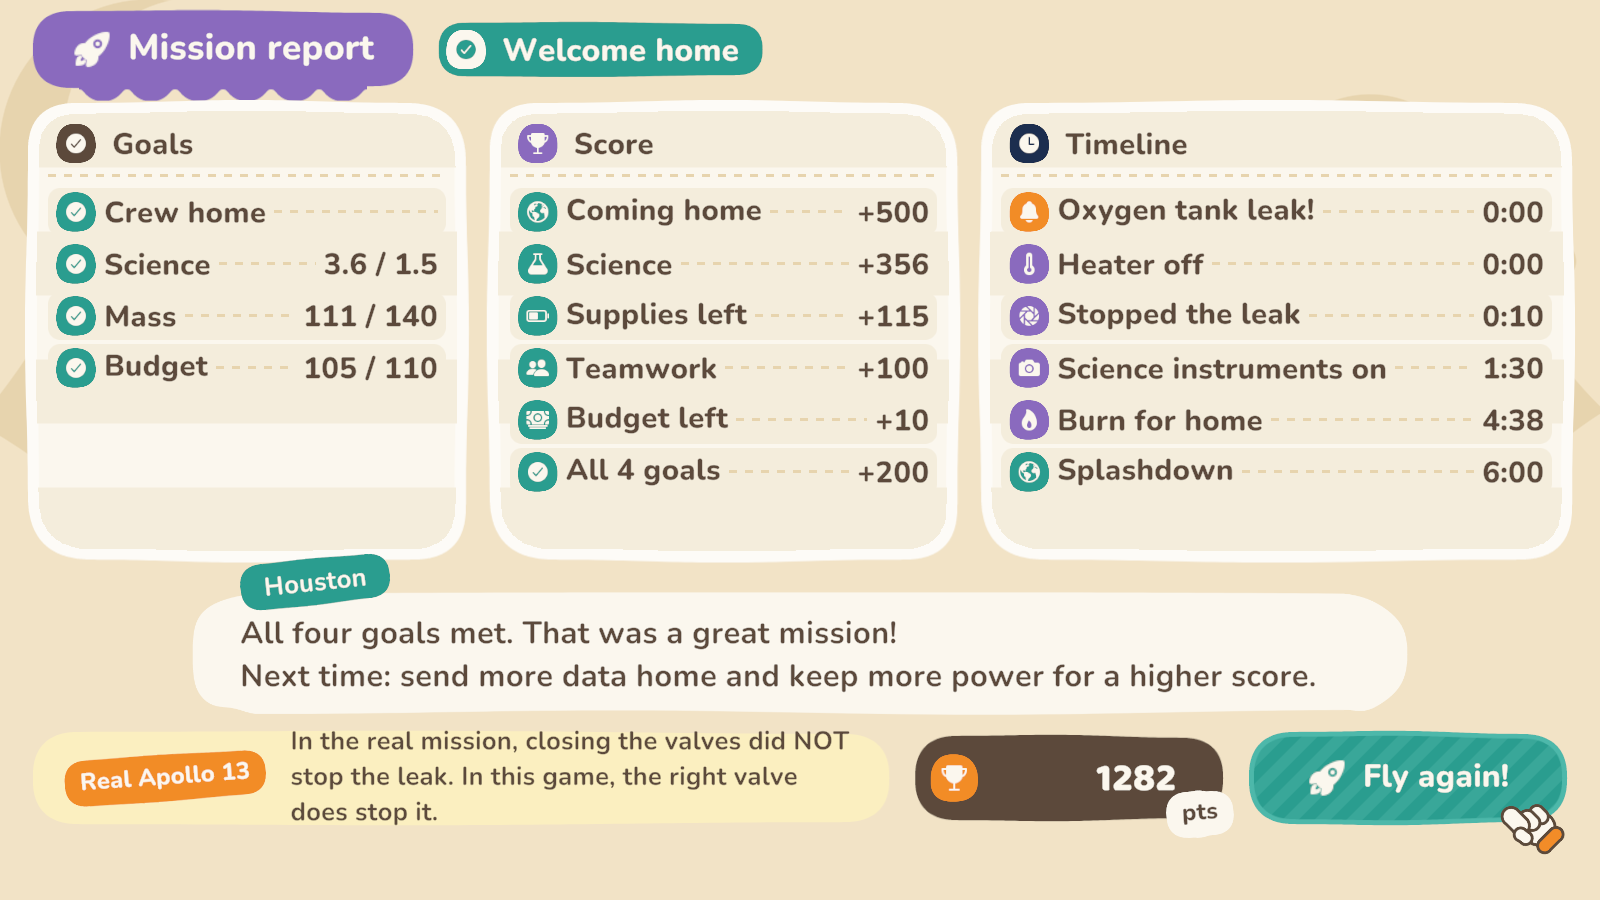 Mission report
Welcome home
Goals
Crew home
Science 3.6 / 1.5
Mass 111 / 140
Budget 105 / 110
Score
Coming home +500
Science +356
Supplies left +115
Teamwork +100
Budget left +10
All 4 goals +200
Timeline
Oxygen tank leak! 0:00
Heater off 0:00
Stopped the leak 0:10
Science instruments on 1:30
Burn for home 4:38
Splashdown 6:00
Houston
All four goals met. That was a great mission!
Next time: send more data home and keep more power for a higher score.
Real Apollo 13
In the real mission, closing the valves did NOT
stop the leak. In this game, the right valve
does stop it.
1282
pts
Fly again!